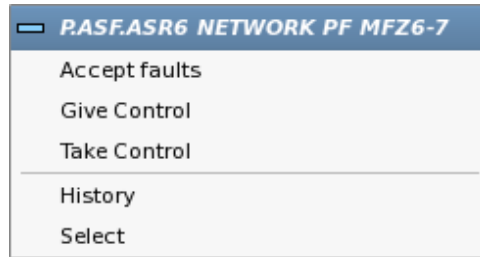 P.ASF.ASR6 NETWORK PF MFZ6-7
Accept faults
Give Control
Take Control
History
Select